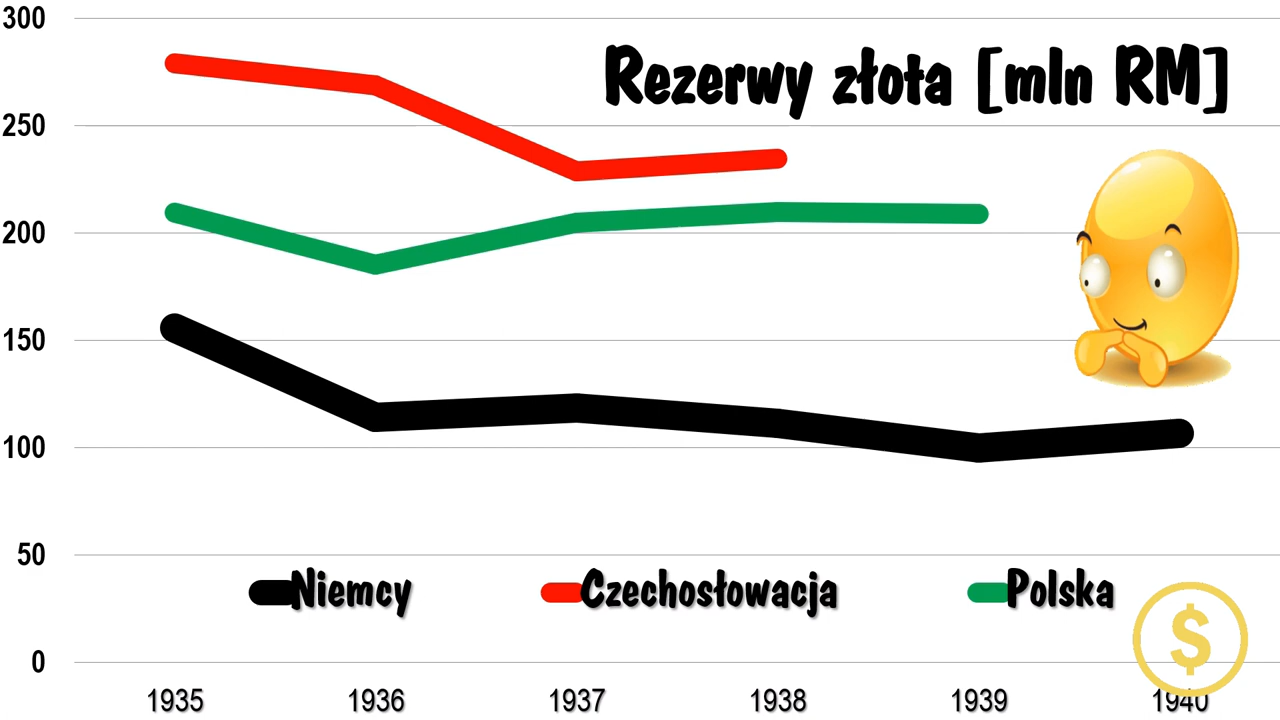 Rezerwy złota [mln RM]
300
250
200
150
100
50
0
Niemcy Czechosłowacja Polska
$
1935 1936 1937 1938 1939 1940